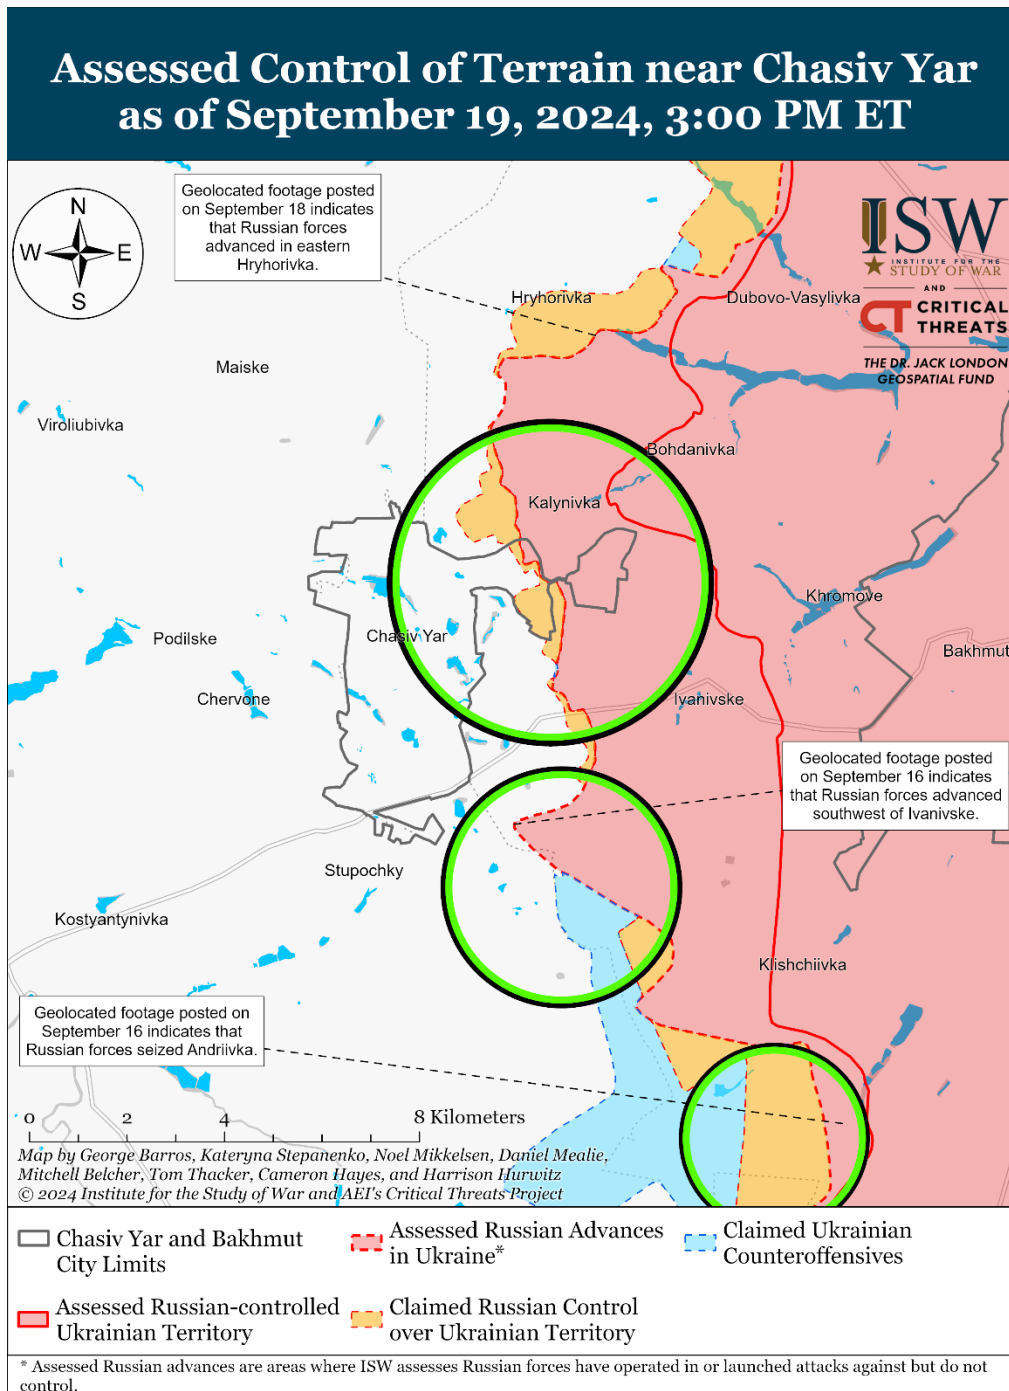 Assessed Control of Terrain near Chasiv Yar
as of September 19, 2024, 3:00 PM ET
Geolocated footage posted
on September 18 indicates
that Russian forces
advanced in eastern
Hryhorivka.
N
W
E
S
ISW
INSTITUTE FOR THE
STUDY OF WAR
AND
CT CRITICAL
THREATS
THE DR. JACK LONDON
GEOSPATIAL FUND
Hryhorivka
Dubovo-Vasylivka
Maiske
Viroliubivka
Bohdanivka
Kalynivka
Khromove
Podilske
Chasiv Yar
Bakhmut
Chervone
Ivanivske
Geolocated footage posted
on September 16 indicates
that Russian forces advanced
southwest of Ivanivske.
Stupochky
Kostyantynivka
Klishchiivka
Geolocated footage posted on
September 16 indicates that
Russian forces seized Andriivka.
0 2 4 8 Kilometers
Map by George Barros, Kateryna Stepanenko, Noel Mikkelsen, Daniel Mealie,
Mitchell Belcher, Tom Thacker, Cameron Hayes, and Harrison Hurwitz
© 2024 Institute for the Study of War and AEI's Critical Threats Project
Chasiv Yar and Bakhmut
City Limits
Assessed Russian Advances
in Ukraine*
Claimed Ukrainian
Counteroffensives
Assessed Russian-controlled
Ukrainian Territory
Claimed Russian Control
over Ukrainian Territory
* Assessed Russian advances are areas where ISW assesses Russian forces have operated in or launched attacks against but do not
control.